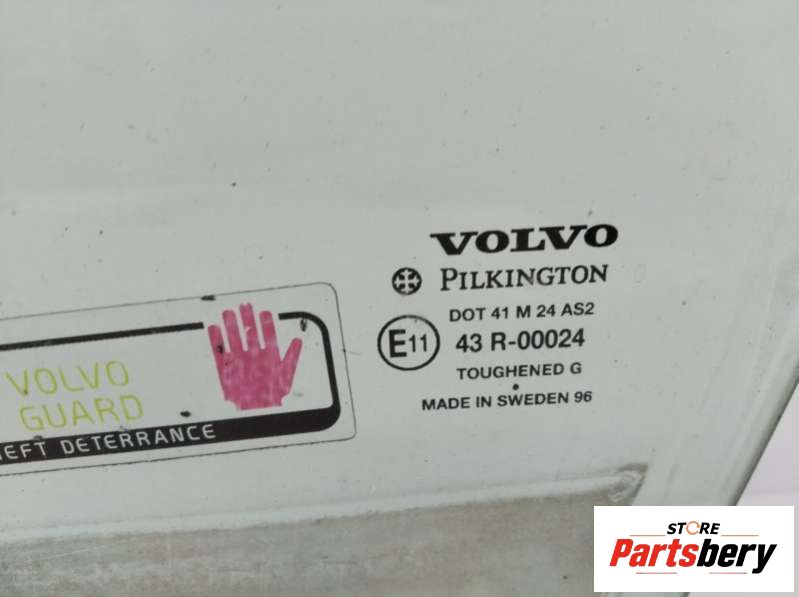 VOLVO
PILKINGTON
DOT 41 M 24 AS2
E11 43 R-00024
TOUGHENED G
MADE IN SWEDEN 96
VOLVO
GUARD
DETERRANCE
STORE
Partsbery